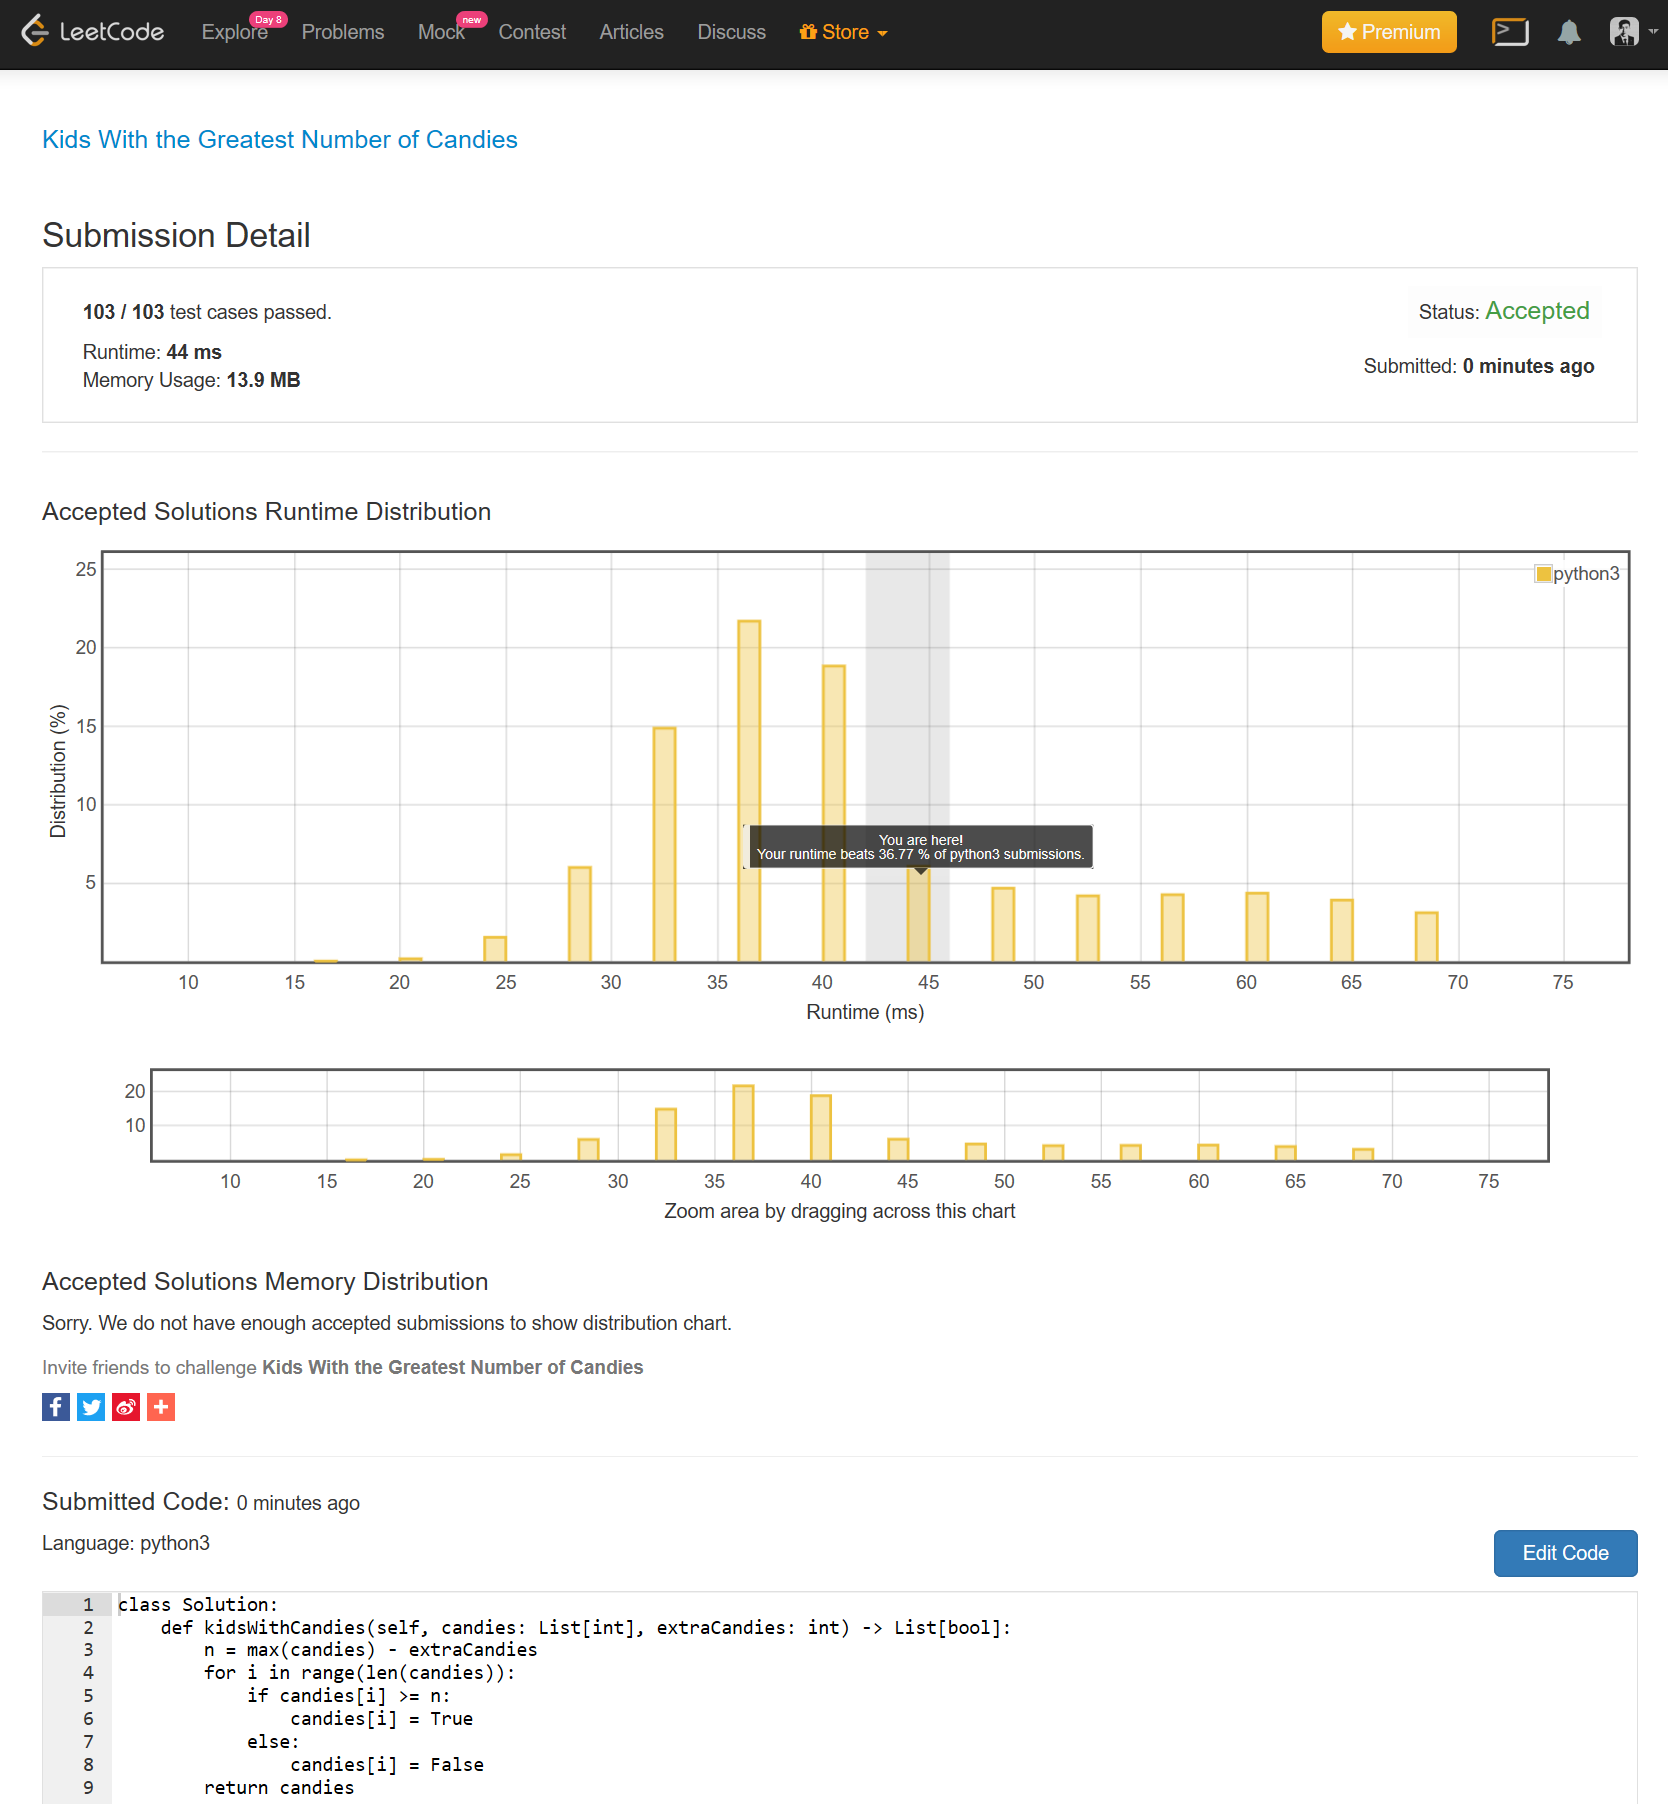 LeetCode
Explore Day 8 Problems Mock new Contest Articles Discuss Store Premium
Kids With the Greatest Number of Candies
Submission Detail
103 / 103 test cases passed.
Status: Accepted
Runtime: 44 ms
Submitted: 0 minutes ago
Memory Usage: 13.9 MB
Accepted Solutions Runtime Distribution
python3
25
20
15
10
5
Distribution (%)
You are here!
Your runtime beats 36.77 % of python3 submissions.
10 15 20 25 30 35 40 45 50 55 60 65 70 75
Runtime (ms)
20
10
10 15 20 25 30 35 40 45 50 55 60 65 70 75
Zoom area by dragging across this chart
Accepted Solutions Memory Distribution
Sorry. We do not have enough accepted submissions to show distribution chart.
Invite friends to challenge Kids With the Greatest Number of Candies
Submitted Code: 0 minutes ago
Language: python3
Edit Code
1 class Solution:
2     def kidsWithCandies(self, candies: List[int], extraCandies: int) -> List[bool]:
3         n = max(candies) - extraCandies
4         for i in range(len(candies)):
5             if candies[i] >= n:
6                 candies[i] = True
7             else:
8                 candies[i] = False
9         return candies